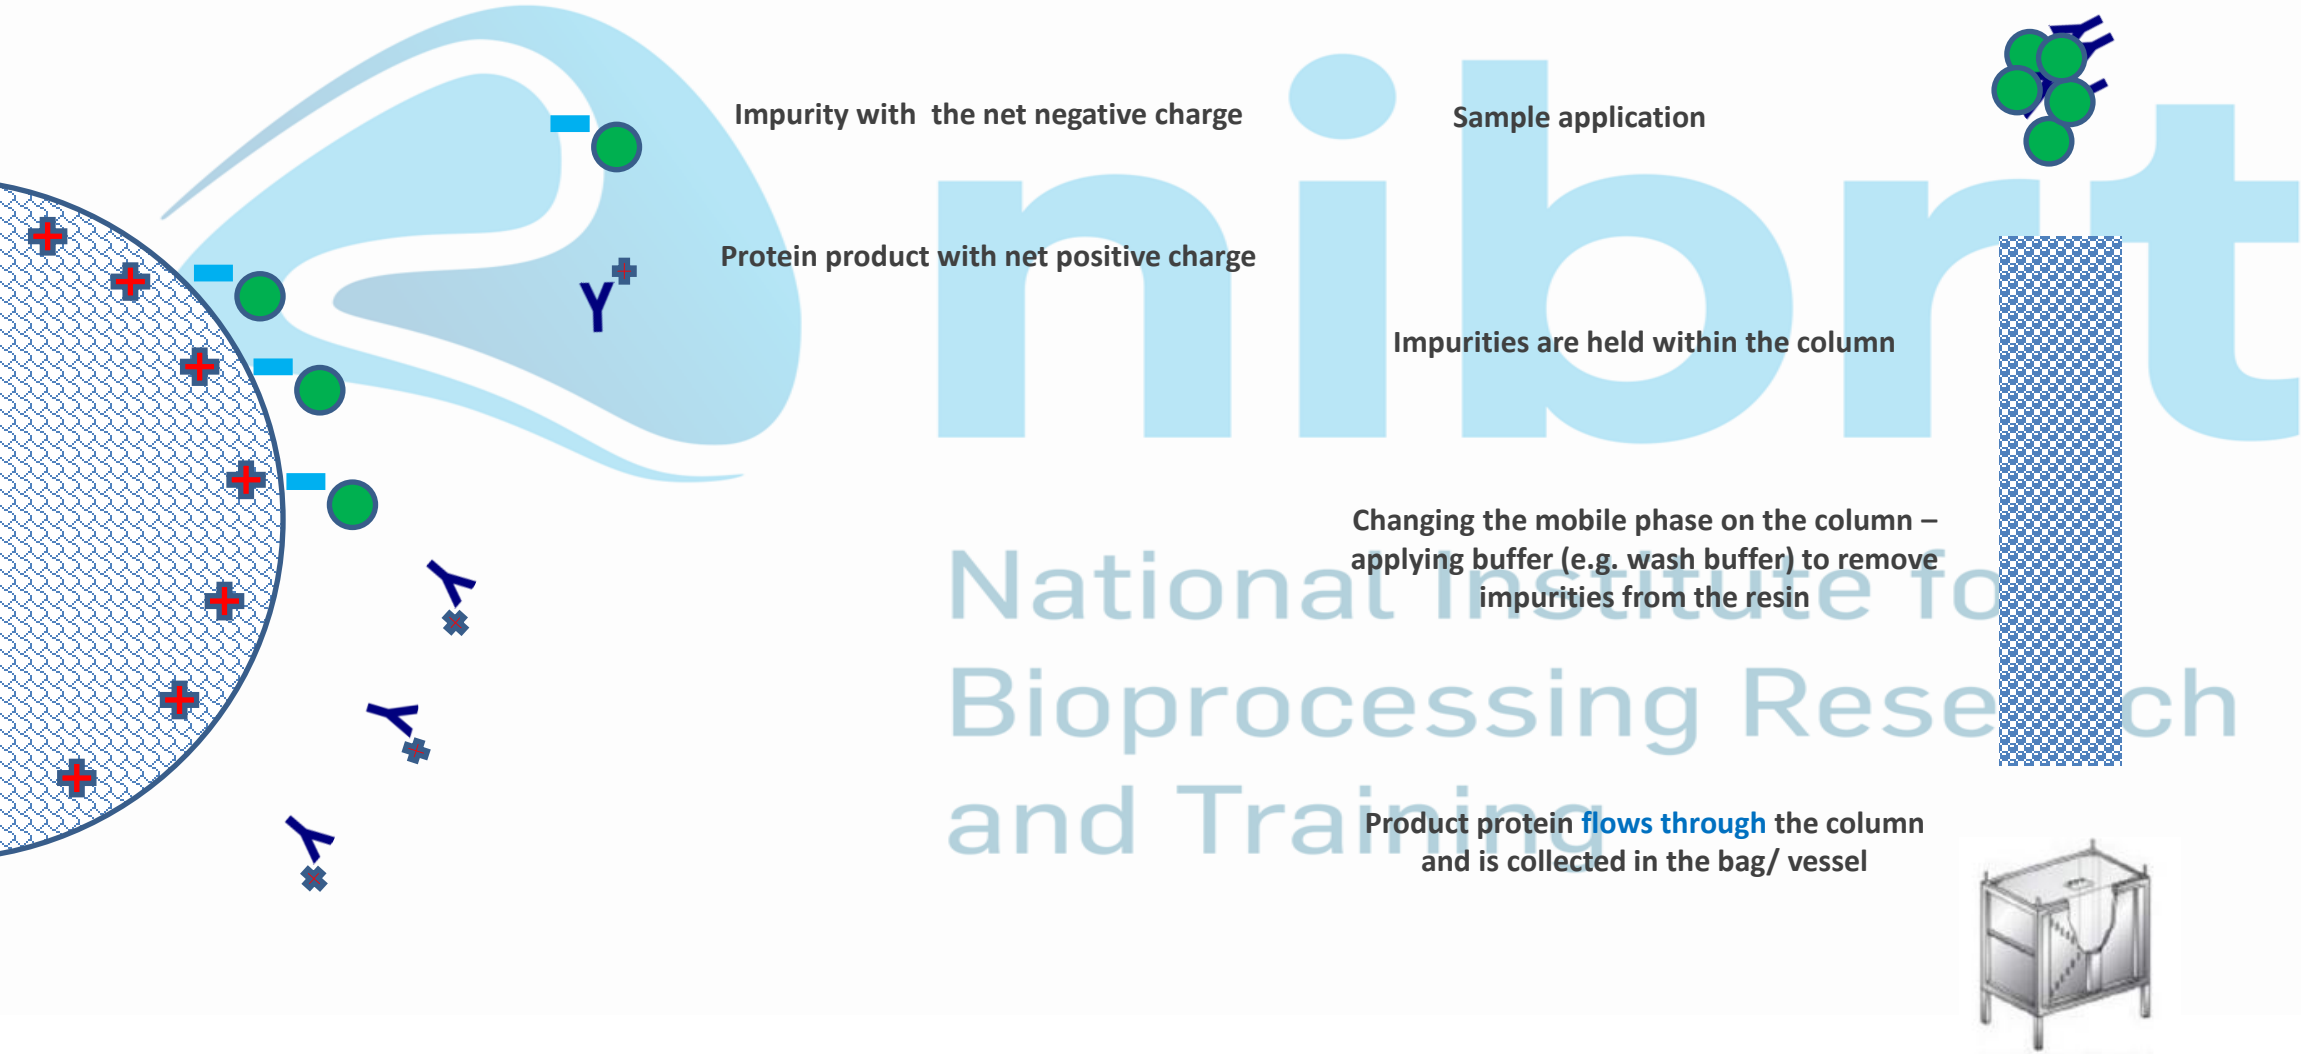 Impurity with  the net negative charge
Protein product with net positive charge
Sample application
Impurities are held within the column
Changing the mobile phase on the column –
applying buffer (e.g. wash buffer) to remove
impurities from the resin
Product protein flows through the column
and is collected in the bag/ vessel
nibrt
National Institute fo
Bioprocessing Rese ch
and Training